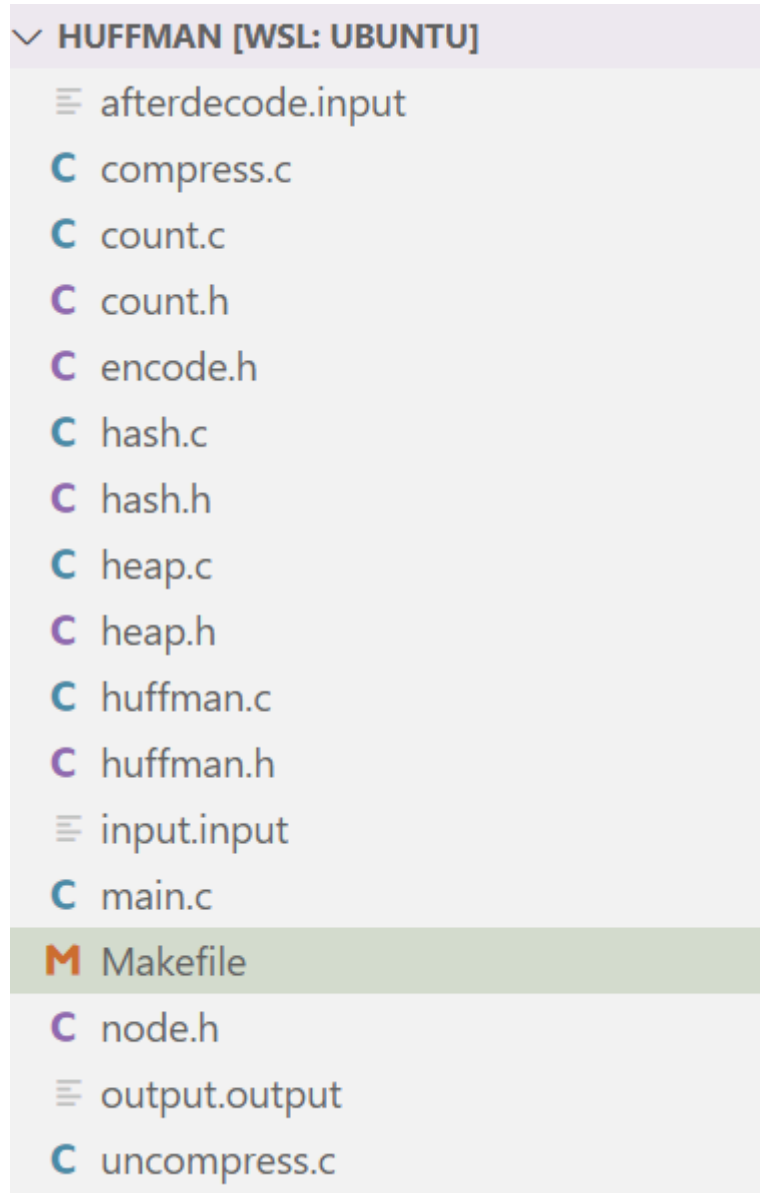 HUFFMAN [WSL: UBUNTU]
afterdecode.input
C compress.c
C count.c
C count.h
C encode.h
C hash.c
C hash.h
C heap.c
C heap.h
C huffman.c
C huffman.h
input.input
C main.c
M Makefile
C node.h
output.output
C uncompress.c